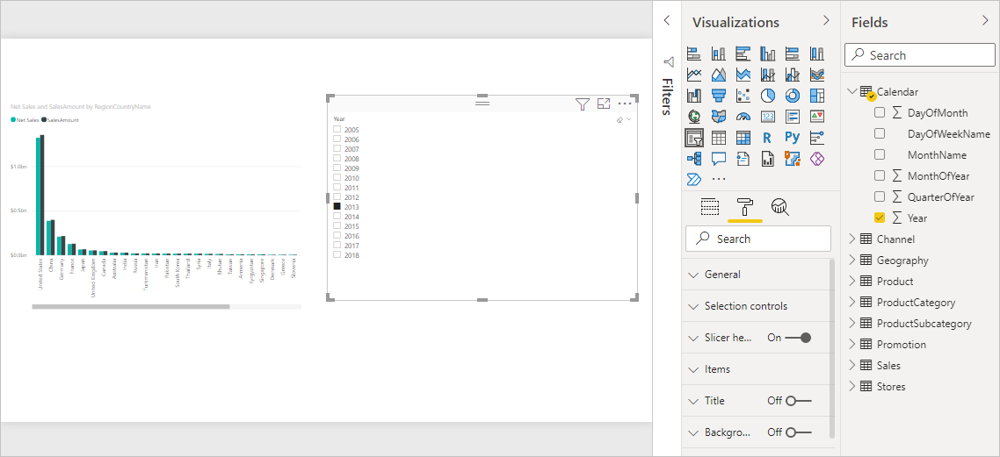 Net Sales and SalesAmount by RegionCountryName
Net Sales SalesAmount
$1.0bn
$0.5bn
$0.0bn
United States
China
Germany
France
Japan
United Kingdom
Canada
Australia
India
Russia
Turkmenistan
Iran
Pakistan
South Korea
Thailand
Syria
Italy
Bhutan
Taiwan
Armenia
Kyrgyzstan
Singapore
Denmark
Greece
Slovenia
Year
2005
2006
2007
2008
2009
2010
2011
2012
2013
2014
2015
2016
2017
2018
Filters
Visualizations
123
R
Py
Search
General
Selection controls
Slicer he... On
Items
Title Off
Backgro... Off
Fields
Search
Calendar
DayOfMonth
DayOfWeekName
MonthName
MonthOfYear
QuarterOfYear
Year
Channel
Geography
Product
ProductCategory
ProductSubcategory
Promotion
Sales
Stores